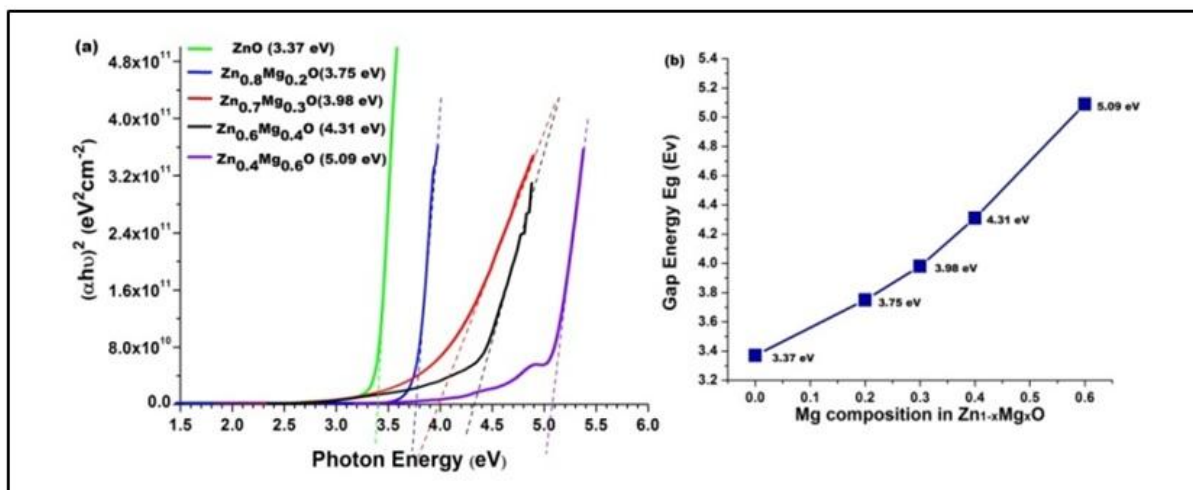 (a)
ZnO (3.37 eV)
Zn0.8Mg0.2O(3.75 eV)
Zn0.7Mg0.3O(3.98 eV)
Zn0.6Mg0.4O (4.31 eV)
Zn0.4Mg0.6O (5.09 eV)
(αhυ)2 (eV2cm-2)
4.8x1011
4.0x1011
3.2x1011
2.4x1011
1.6x1011
8.0x1010
0.0
1.5 2.0 2.5 3.0 3.5 4.0 4.5 5.0 5.5 6.0
Photon Energy (eV)
(b)
Gap Energy Eg (Ev)
5.4
5.2
5.0
4.8
4.6
4.4
4.2
4.0
3.8
3.6
3.4
3.2
5.09 eV
4.31 eV
3.98 eV
3.75 eV
3.37 eV
0.0 0.1 0.2 0.3 0.4 0.5 0.6
Mg composition in Zn1-xMgxO